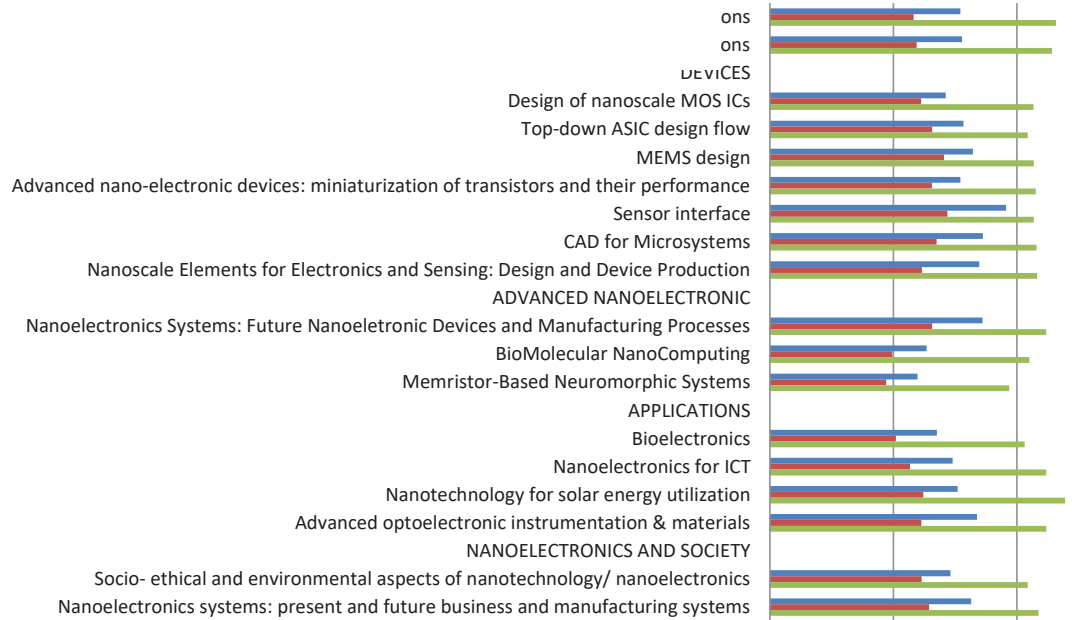 ons
ons
DEVICES
Design of nanoscale MOS ICs
Top-down ASIC design flow
MEMS design
Advanced nano-electronic devices: miniaturization of transistors and their performance
Sensor interface
CAD for Microsystems
Nanoscale Elements for Electronics and Sensing: Design and Device Production
ADVANCED NANOELECTRONIC
Nanoelectronics Systems: Future Nanoeletronic Devices and Manufacturing Processes
BioMolecular NanoComputing
Memristor-Based Neuromorphic Systems
APPLICATIONS
Bioelectronics
Nanoelectronics for ICT
Nanotechnology for solar energy utilization
Advanced optoelectronic instrumentation & materials
NANOELECTRONICS AND SOCIETY
Socio- ethical and environmental aspects of nanotechnology/ nanoelectronics
Nanoelectronics systems: present and future business and manufacturing systems